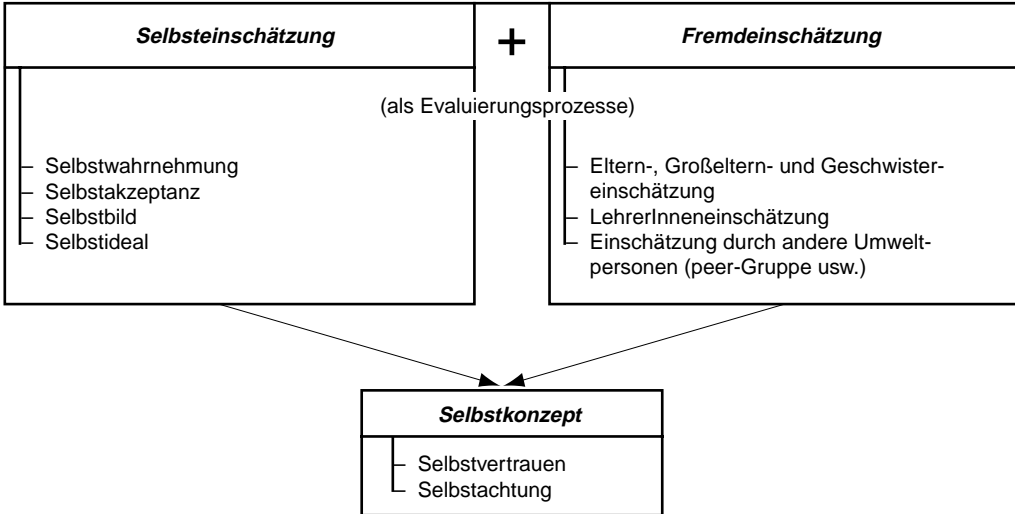 Selbsteinschätzung
+
Fremdeinschätzung
(als Evaluierungsprozesse)
– Selbstwahrnehmung
– Selbstakzeptanz
– Selbstbild
– Selbstideal
– Eltern-, Großeltern- und Geschwister-
einschätzung
– LehrerInneneinschätzung
– Einschätzung durch andere Umwelt-
personen (peer-Gruppe usw.)
Selbstkonzept
– Selbstvertrauen
– Selbstachtung